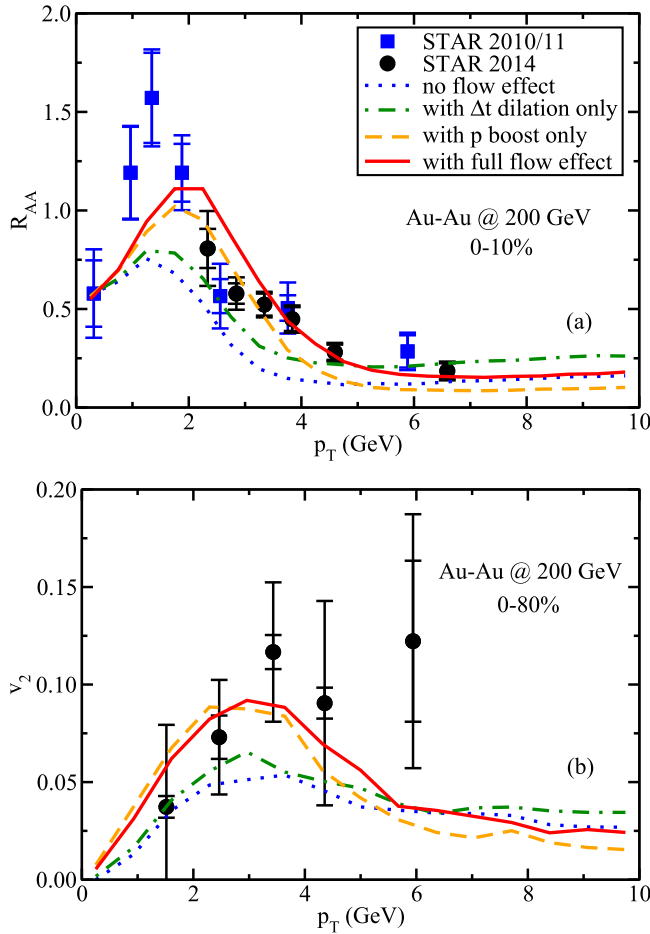 2.0
STAR 2010/11
STAR 2014
no flow effect
1.5
with Δt dilation only
with p boost only
with full flow effect
R_AA
1.0
Au-Au @ 200 GeV
0-10%
0.5
(a)
0.0
0 2 4 6 8 10
p_T (GeV)
0.20
Au-Au @ 200 GeV
0.15
0-80%
v_2
0.10
0.05
(b)
0.00
0 2 4 6 8 10
p_T (GeV)